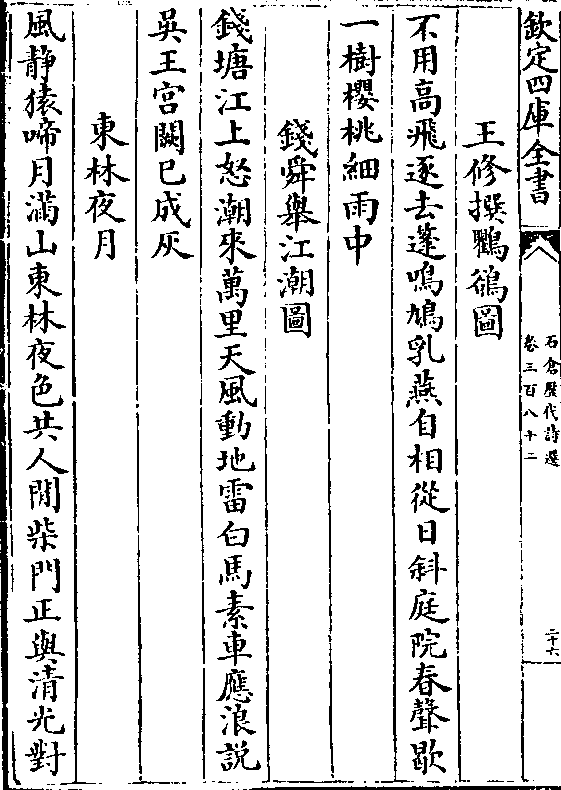 欽定四庫全書
石倉歷代詩選
卷三百八十二
二十六
王修撰鸜鵒圖
不用高飛逐去蓬鳴鳩乳燕自相從日斜庭院春聲歇
一樹櫻桃細雨中
錢舜舉江潮圖
錢塘江上怒潮來萬里天風動地雷白馬素車應浪説
吳王宮闕已成灰
東林夜月
風静猿啼月滿山東林夜色共人閒柴門正與清光對